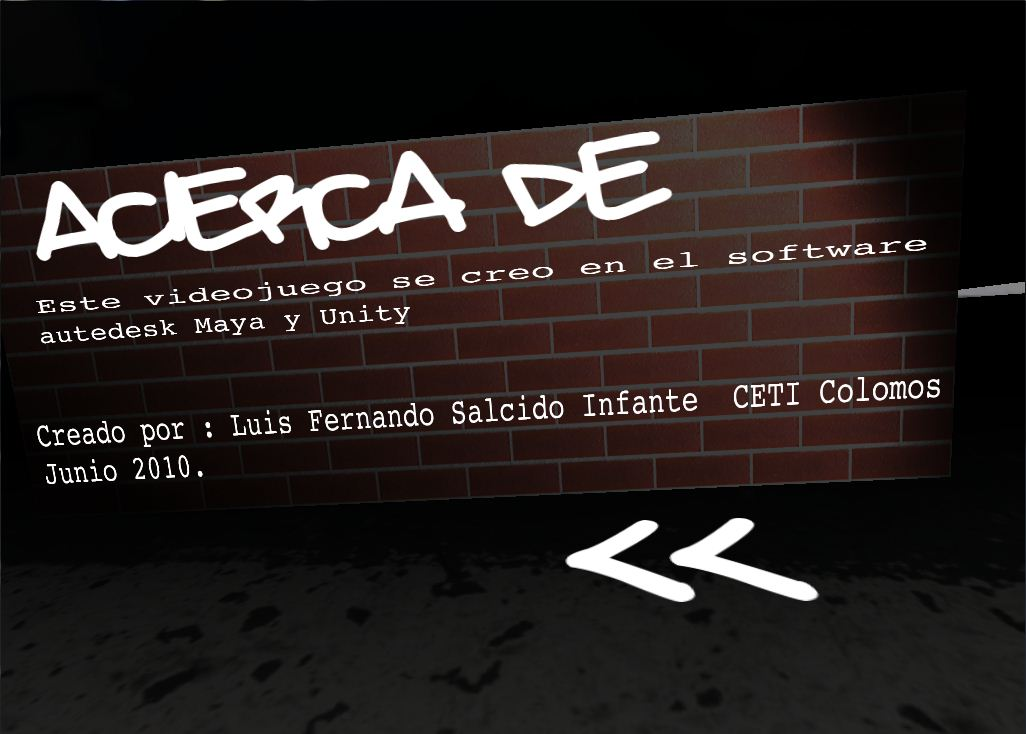 ACERCA DE
Este videojuego se creo en el software
autedesk Maya y Unity
Creado por : Luis Fernando Salcido Infante  CETI Colomos
Junio 2010.
<<